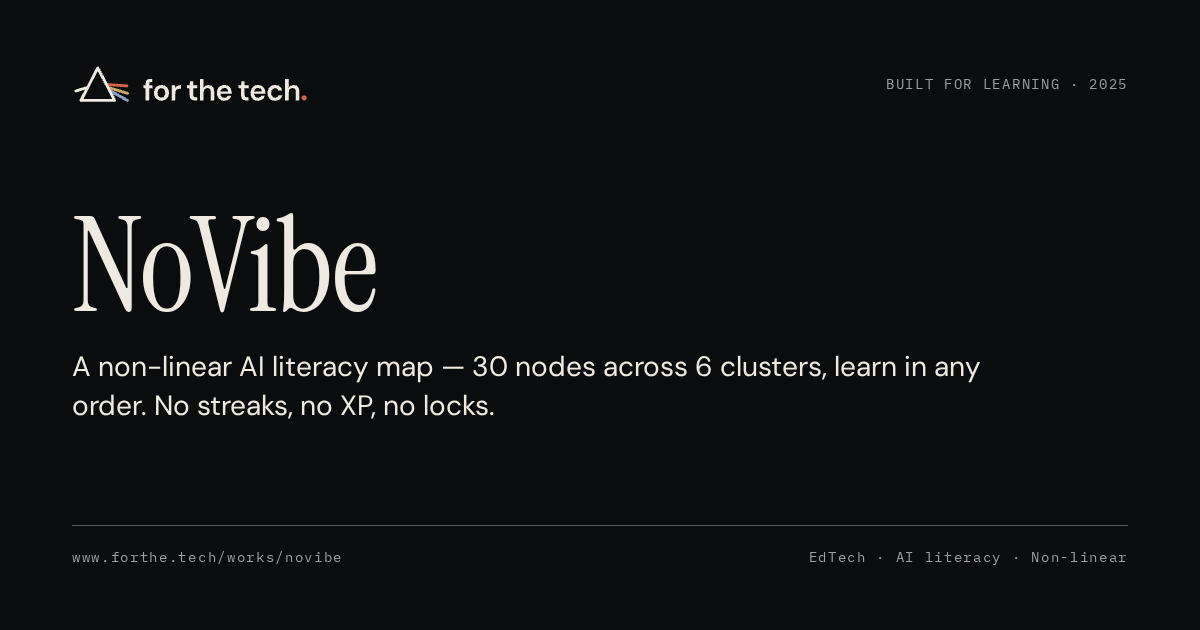 for the tech.
BUILT FOR LEARNING · 2025
NoVibe
A non-linear AI literacy map — 30 nodes across 6 clusters, learn in any
order. No streaks, no XP, no locks.
www.forthe.tech/works/novibe
EdTech · AI literacy · Non-linear